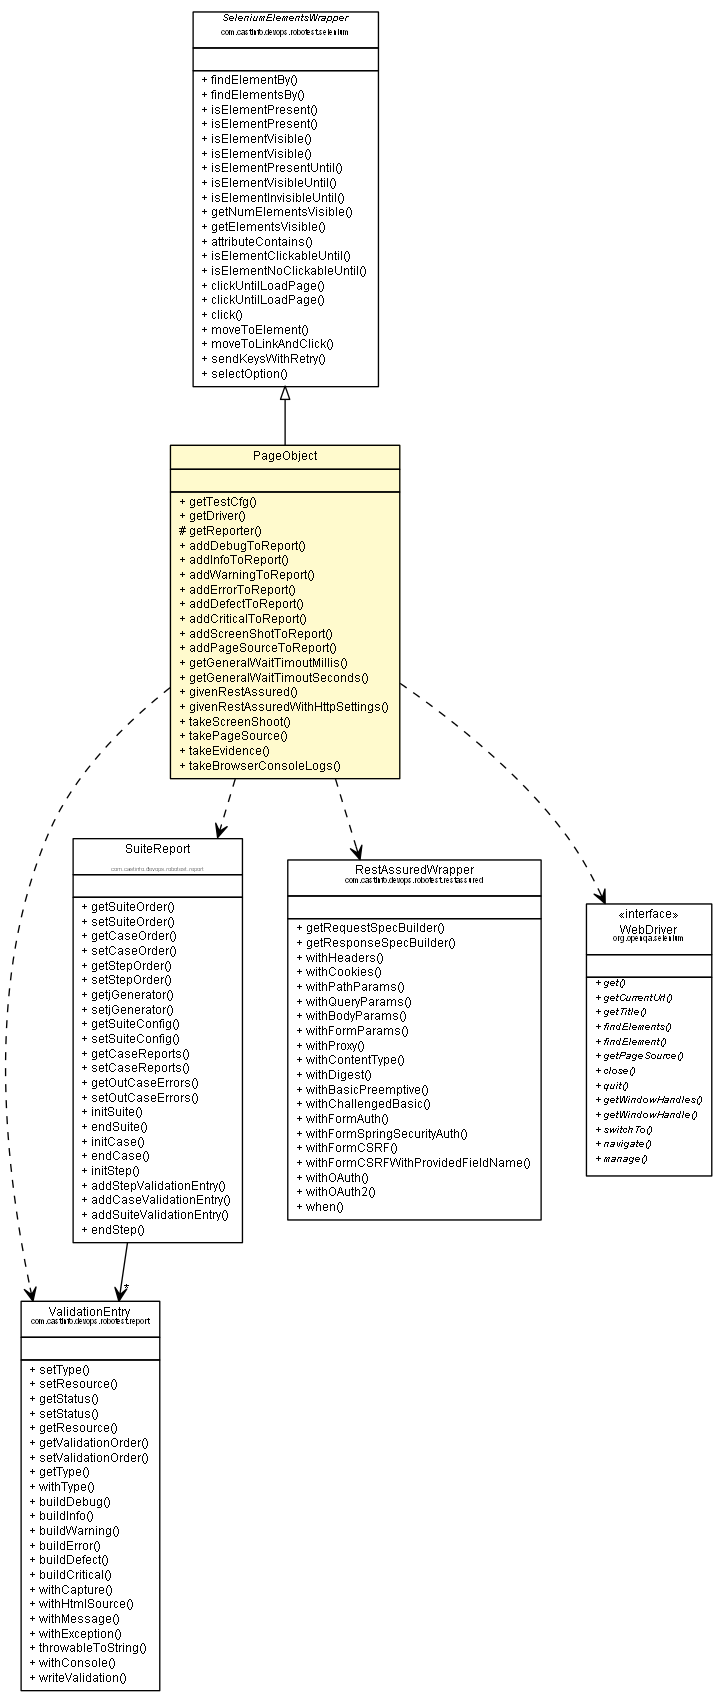 SeleniumElementsWrapper
com.castinfo.devops.robotest.selenium
+ findElementBy()
+ findElementsBy()
+ isElementPresent()
+ isElementPresent()
+ isElementVisible()
+ isElementVisible()
+ isElementPresentUntil()
+ isElementVisibleUntil()
+ isElementInvisibleUntil()
+ getNumElementsVisible()
+ getElementsVisible()
+ attributeContains()
+ isElementClickableUntil()
+ isElementNoClickableUntil()
+ clickUntilLoadPage()
+ clickUntilLoadPage()
+ click()
+ moveToElement()
+ moveToLinkAndClick()
+ sendKeysWithRetry()
+ selectOption()
PageObject
+ getTestCfg()
+ getDriver()
# getReporter()
+ addDebugToReport()
+ addInfoToReport()
+ addWarningToReport()
+ addErrorToReport()
+ addDefectToReport()
+ addCriticalToReport()
+ addScreenShotToReport()
+ addPageSourceToReport()
+ getGeneralWaitTimoutMillis()
+ getGeneralWaitTimoutSeconds()
+ givenRestAssured()
+ givenRestAssuredWithHttpSettings()
+ takeScreenShoot()
+ takePageSource()
+ takeEvidence()
+ takeBrowserConsoleLogs()
SuiteReport
com.castinfo.devops.robotest.report
+ getSuiteOrder()
+ setSuiteOrder()
+ getCaseOrder()
+ setCaseOrder()
+ getStepOrder()
+ setStepOrder()
+ getjGenerator()
+ setjGenerator()
+ getSuiteConfig()
+ setSuiteConfig()
+ getCaseReports()
+ setCaseReports()
+ getOutCaseErrors()
+ setOutCaseErrors()
+ initSuite()
+ endSuite()
+ initCase()
+ endCase()
+ initStep()
+ addStepValidationEntry()
+ addCaseValidationEntry()
+ addSuiteValidationEntry()
+ endStep()
RestAssuredWrapper
com.castinfo.devops.robotest.restassured
+ getRequestSpecBuilder()
+ getResponseSpecBuilder()
+ withHeaders()
+ withCookies()
+ withPathParams()
+ withQueryParams()
+ withBodyParams()
+ withFormParams()
+ withProxy()
+ withContentType()
+ withDigest()
+ withBasicPreemptive()
+ withChallengedBasic()
+ withFormAuth()
+ withFormSpringSecurityAuth()
+ withFormCSRF()
+ withFormCSRFWithProvidedFieldName()
+ withOAuth()
+ withOAuth2()
+ when()
«interface»
WebDriver
org.openqa.selenium
+ get()
+ getCurrentUrl()
+ getTitle()
+ findElements()
+ findElement()
+ getPageSource()
+ close()
+ quit()
+ getWindowHandles()
+ getWindowHandle()
+ switchTo()
+ navigate()
+ manage()
*
ValidationEntry
com.castinfo.devops.robotest.report
+ setType()
+ setResource()
+ getStatus()
+ setStatus()
+ getResource()
+ getValidationOrder()
+ setValidationOrder()
+ getType()
+ withType()
+ buildDebug()
+ buildInfo()
+ buildWarning()
+ buildError()
+ buildDefect()
+ buildCritical()
+ withCapture()
+ withHtmlSource()
+ withMessage()
+ withException()
+ throwableToString()
+ withConsole()
+ writeValidation()